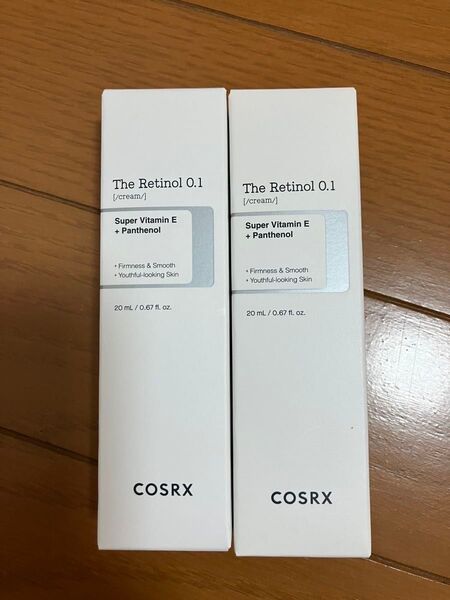 The Retinol 0.1
[/cream/]
Super Vitamin E
+ Panthenol
• Firmness & Smooth
• Youthful-looking Skin
20 mL / 0.67 fl. oz.
COSRX
The Retinol 0.1
[/cream/]
Super Vitamin E
+ Panthenol
• Firmness & Smooth
• Youthful-looking Skin
20 mL / 0.67 fl. oz.
COSRX